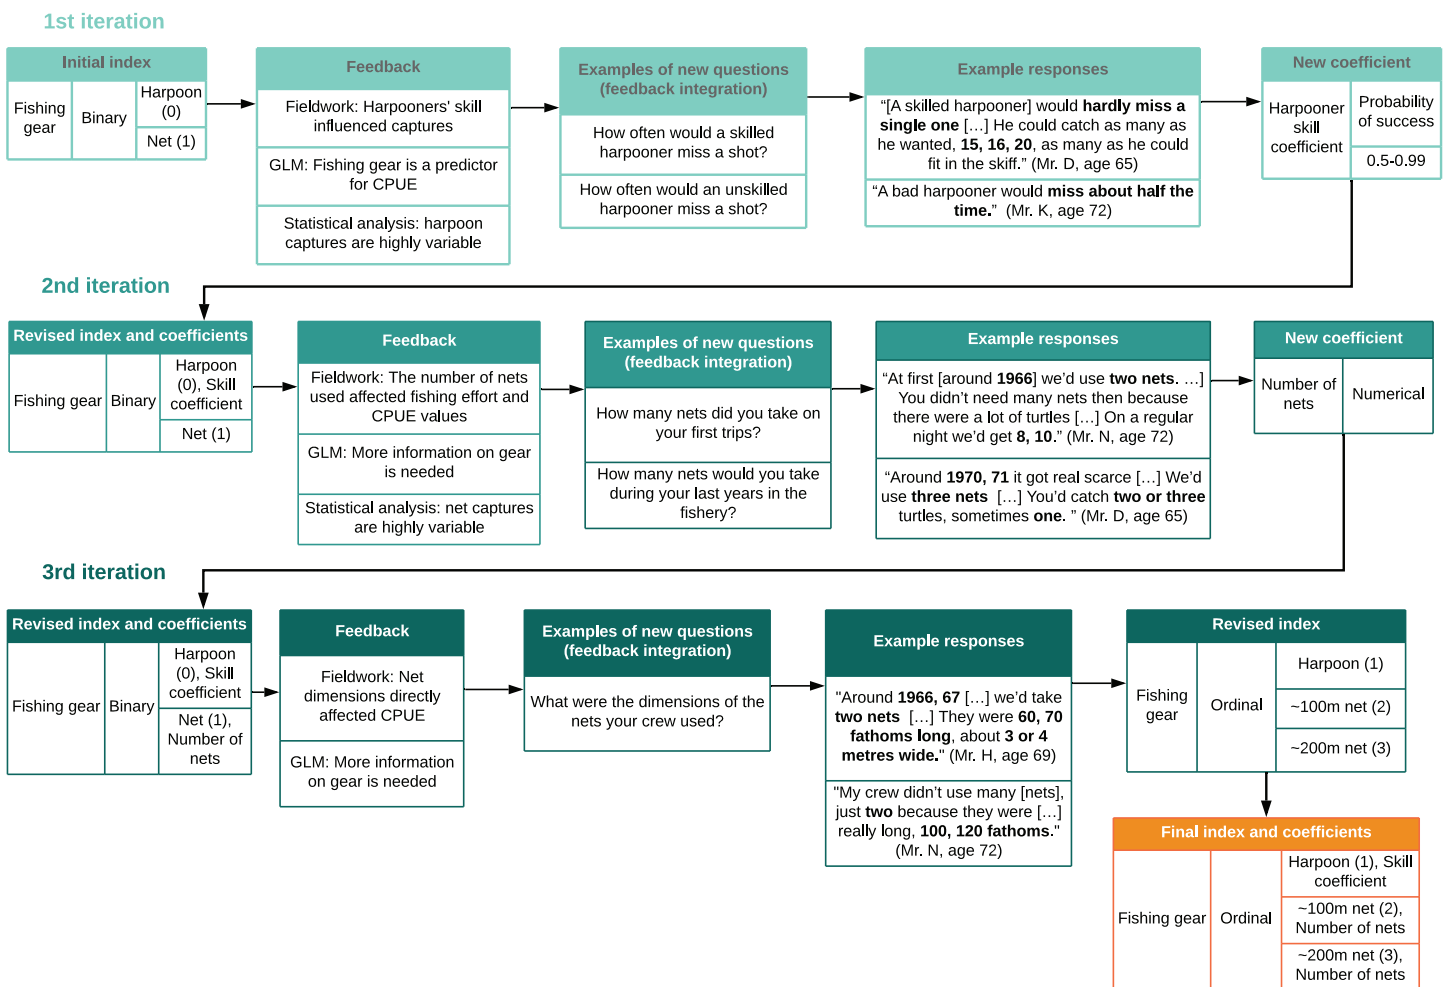 1st iteration
Initial index
Fishing
gear
Binary
Harpoon
(0)
Net (1)
Feedback
Fieldwork: Harpooners' skill
influenced captures
GLM: Fishing gear is a predictor
for CPUE
Statistical analysis: harpoon
captures are highly variable
Examples of new questions
(feedback integration)
How often would a skilled
harpooner miss a shot?
How often would an unskilled
harpooner miss a shot?
Example responses
“[A skilled harpooner] would hardly miss a
single one […] He could catch as many as
he wanted, 15, 16, 20, as many as he could
fit in the skiff.” (Mr. D, age 65)
“A bad harpooner would miss about half the
time.” (Mr. K, age 72)
New coefficient
Harpooner
skill
coefficient
Probability
of success
0.5-0.99
2nd iteration
Revised index and coefficients
Fishing gear
Binary
Harpoon
(0), Skill
coefficient
Net (1)
Feedback
Fieldwork: The number of nets
used affected fishing effort and
CPUE values
GLM: More information on gear
is needed
Statistical analysis: net captures
are highly variable
Examples of new questions
(feedback integration)
How many nets did you take on
your first trips?
How many nets would you take
during your last years in the
fishery?
Example responses
“At first [around 1966] we’d use two nets. …]
You didn’t need many nets then because
there were a lot of turtles […] On a regular
night we’d get 8, 10.” (Mr. N, age 72)
“Around 1970, 71 it got real scarce […] We’d
use three nets […] You’d catch two or three
turtles, sometimes one. ” (Mr. D, age 65)
New coefficient
Number of
nets
Numerical
3rd iteration
Revised index and coefficients
Fishing gear
Binary
Harpoon
(0), Skill
coefficient
Net (1),
Number of
nets
Feedback
Fieldwork: Net
dimensions directly
affected CPUE
GLM: More information
on gear is needed
Examples of new questions
(feedback integration)
What were the dimensions of the
nets your crew used?
Example responses
"Around 1966, 67 […] we’d take
two nets […] They were 60, 70
fathoms long, about 3 or 4
metres wide." (Mr. H, age 69)
"My crew didn’t use many [nets],
just two because they were […]
really long, 100, 120 fathoms."
(Mr. N, age 72)
Revised index
Fishing
gear
Ordinal
Harpoon (1)
~100m net (2)
~200m net (3)
Final index and coefficients
Fishing gear
Ordinal
Harpoon (1), Skill
coefficient
~100m net (2),
Number of nets
~200m net (3),
Number of nets